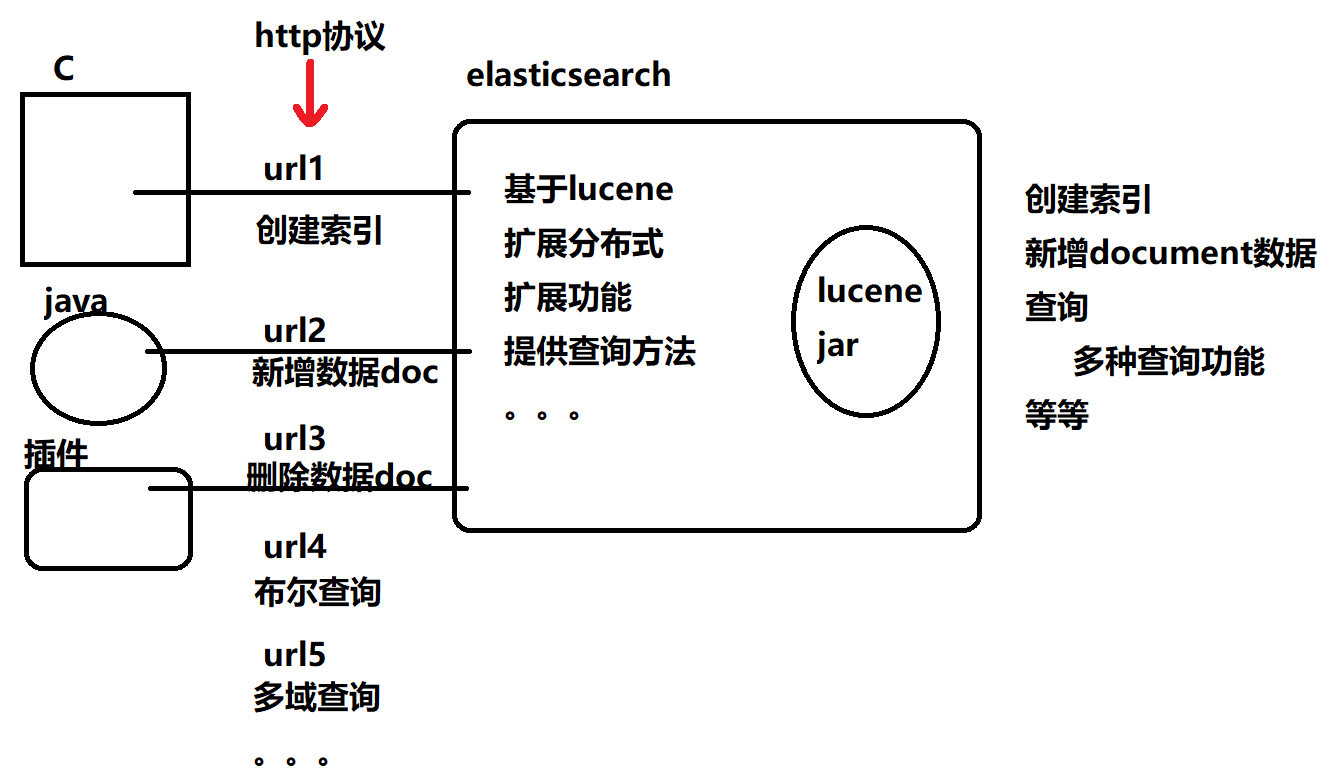 http协议
C
elasticsearch
url1
创建索引
java
url2
新增数据doc
插件
url3
删除数据doc
url4
布尔查询
url5
多域查询
。。。
基于lucene
扩展分布式
扩展功能
提供查询方法
。。。
lucene
jar
创建索引
新增document数据
查询
多种查询功能
等等